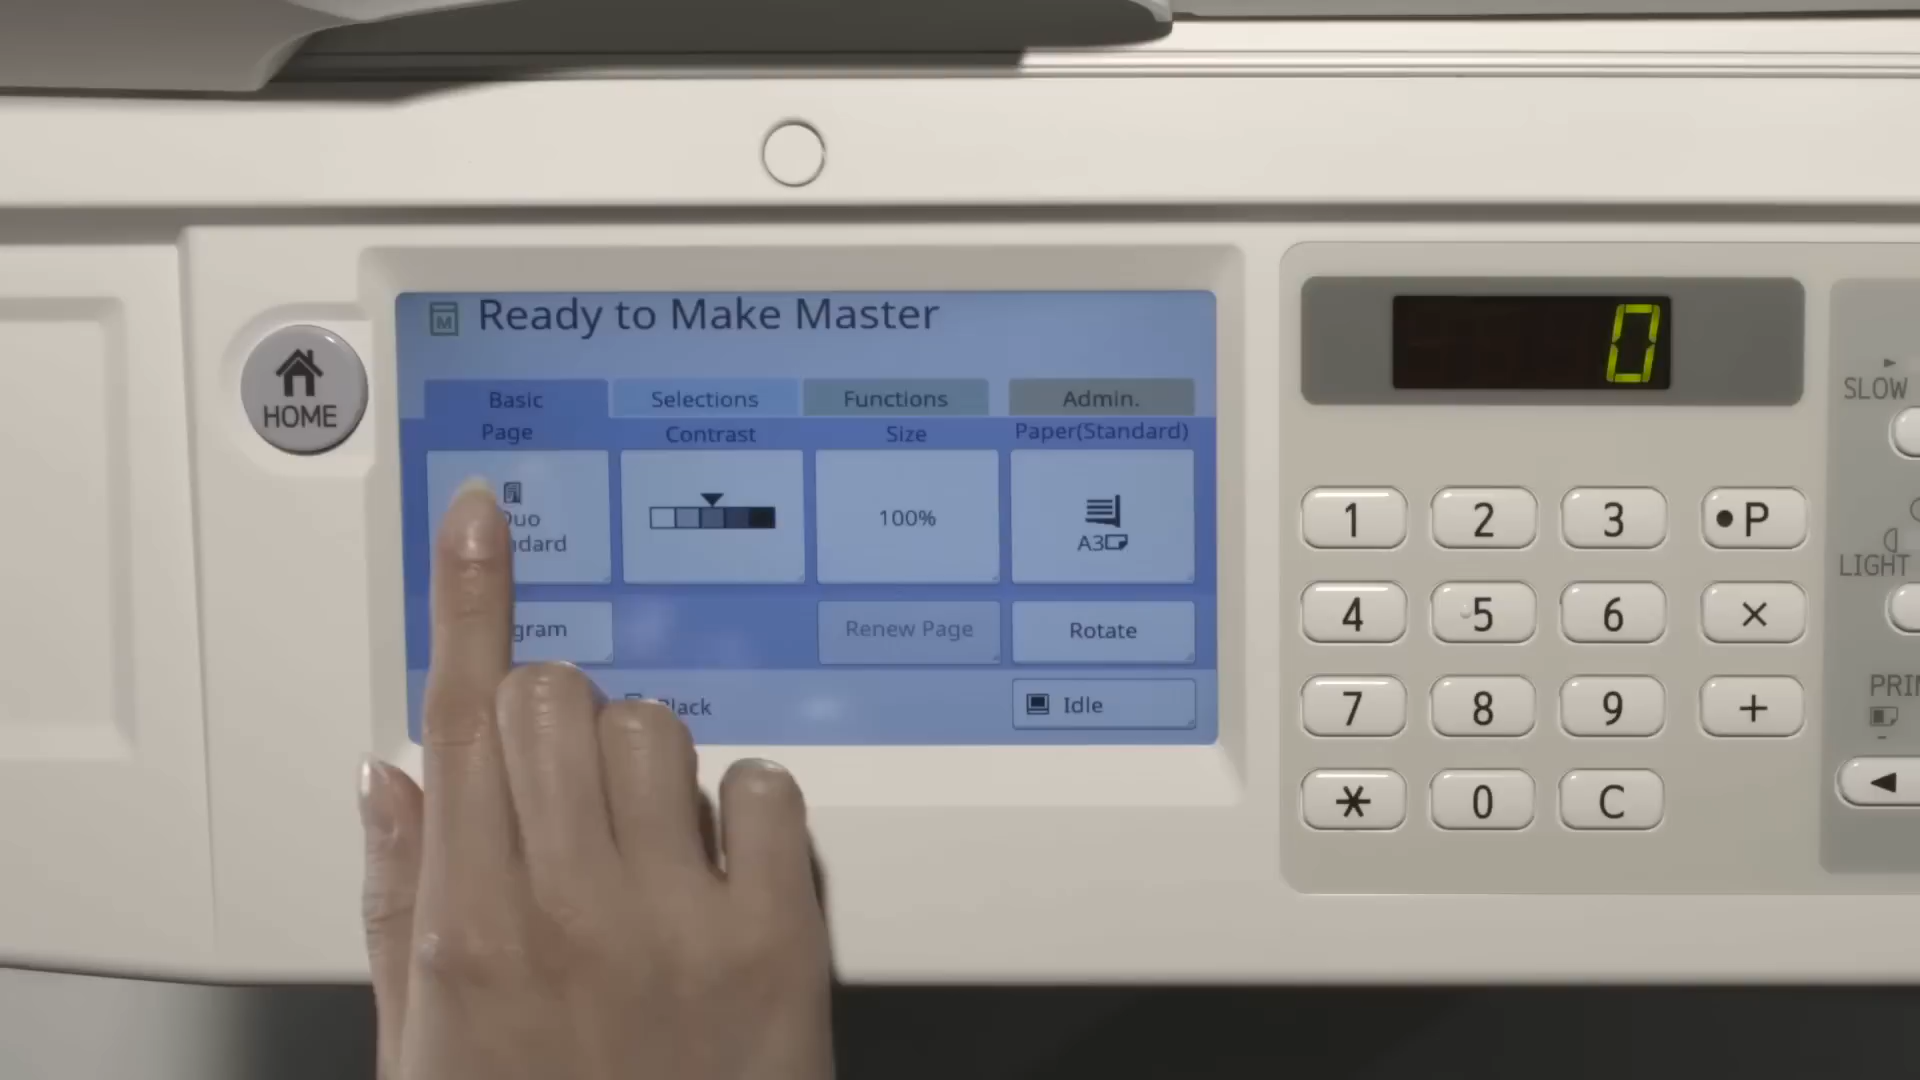 M Ready to Make Master
Basic Selections Functions Admin.
Page Contrast Size Paper(Standard)
100%
A3
Renew Page Rotate
Idle
HOME
0
1 2 3 P
4 5 6 ×
7 8 9 +
* 0 C
SLOW
LIGHT